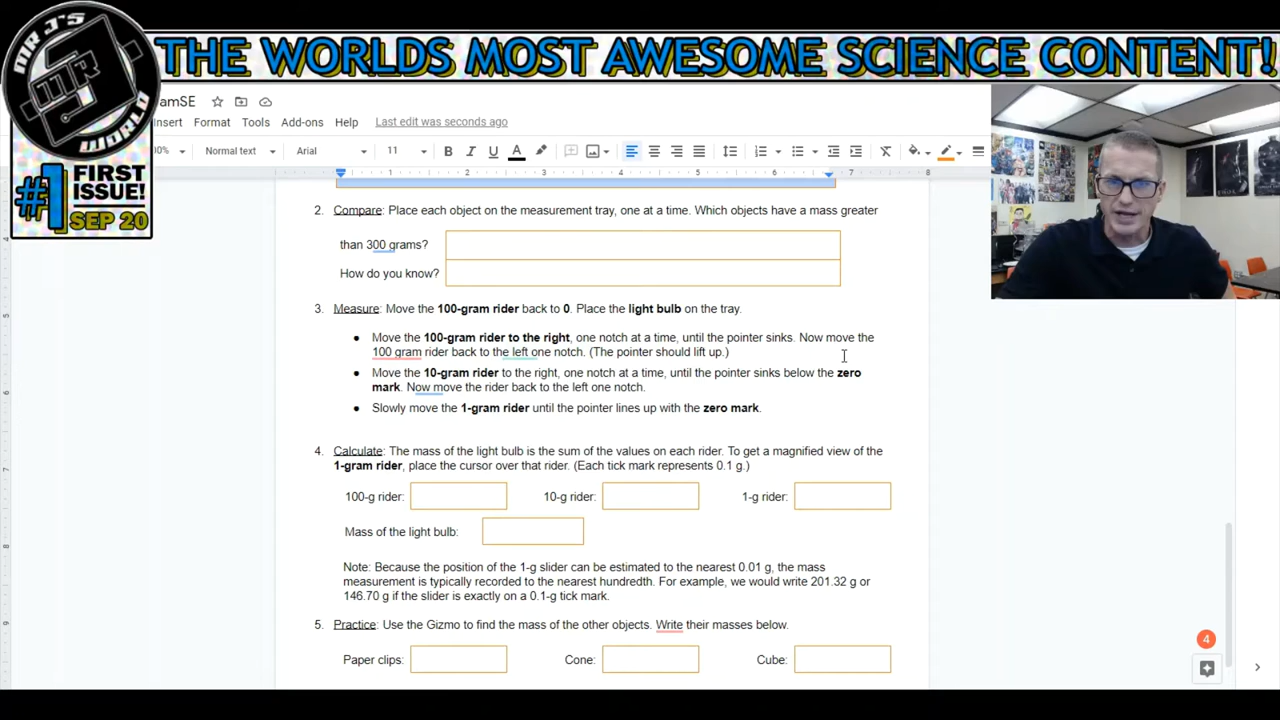 MR J'S
WORLD
THE WORLDS MOST AWESOME SCIENCE CONTENT!
#1 FIRST ISSUE!
SEP 20
amSE
Insert Format Tools Add-ons Help Last edit was seconds ago
00% Normal text Arial 11 B I U A
1 2 3 4 5 6 7 8
2. Compare: Place each object on the measurement tray, one at a time. Which objects have a mass greater
than 300 grams?
How do you know?
3. Measure: Move the 100-gram rider back to 0. Place the light bulb on the tray.
● Move the 100-gram rider to the right, one notch at a time, until the pointer sinks. Now move the
100 gram rider back to the left one notch. (The pointer should lift up.)
● Move the 10-gram rider to the right, one notch at a time, until the pointer sinks below the zero
mark. Now move the rider back to the left one notch.
● Slowly move the 1-gram rider until the pointer lines up with the zero mark.
4. Calculate: The mass of the light bulb is the sum of the values on each rider. To get a magnified view of the
1-gram rider, place the cursor over that rider. (Each tick mark represents 0.1 g.)
100-g rider: 10-g rider: 1-g rider:
Mass of the light bulb:
Note: Because the position of the 1-g slider can be estimated to the nearest 0.01 g, the mass
measurement is typically recorded to the nearest hundredth. For example, we would write 201.32 g or
146.70 g if the slider is exactly on a 0.1-g tick mark.
5. Practice: Use the Gizmo to find the mass of the other objects. Write their masses below.
4
Paper clips: Cone: Cube: